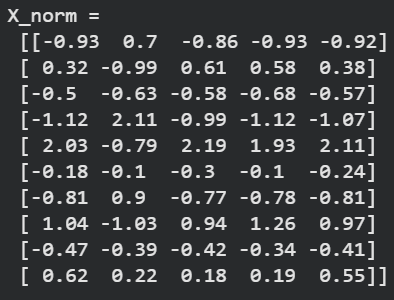 X_norm =
[[-0.93 0.7 -0.86 -0.93 -0.92]
[ 0.32 -0.99 0.61 0.58 0.38]
[-0.5 -0.63 -0.58 -0.68 -0.57]
[-1.12 2.11 -0.99 -1.12 -1.07]
[ 2.03 -0.79 2.19 1.93 2.11]
[-0.18 -0.1 -0.3 -0.1 -0.24]
[-0.81 0.9 -0.77 -0.78 -0.81]
[ 1.04 -1.03 0.94 1.26 0.97]
[-0.47 -0.39 -0.42 -0.34 -0.41]
[ 0.62 0.22 0.18 0.19 0.55]]